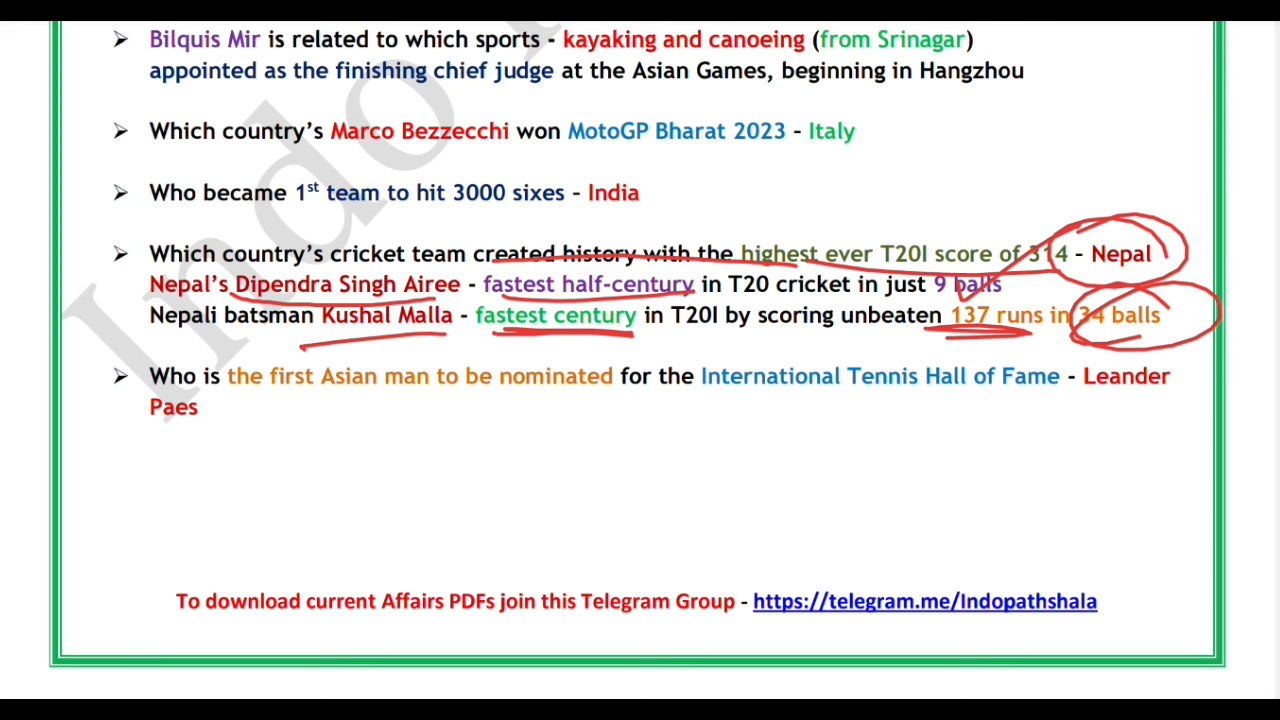 ➢ Bilquis Mir is related to which sports - kayaking and canoeing (from Srinagar)
appointed as the finishing chief judge at the Asian Games, beginning in Hangzhou
➢ Which country's Marco Bezzecchi won MotoGP Bharat 2023 - Italy
➢ Who became 1st team to hit 3000 sixes - India
➢ Which country's cricket team created history with the highest ever T20I score of 314 - Nepal
Nepal's Dipendra Singh Airee - fastest half-century in T20 cricket in just 9 balls
Nepali batsman Kushal Malla - fastest century in T20I by scoring unbeaten 137 runs in 34 balls
➢ Who is the first Asian man to be nominated for the International Tennis Hall of Fame - Leander
Paes
To download current Affairs PDFs join this Telegram Group - https://telegram.me/Indopathshala
Indo